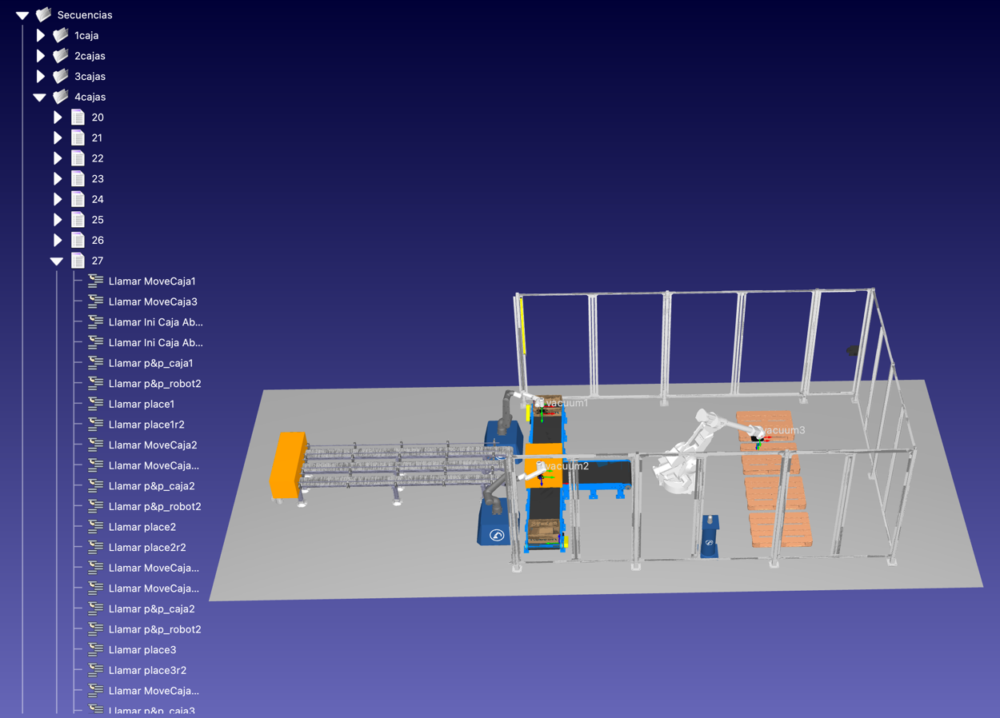 Secuencias
1caja
2cajas
3cajas
4cajas
20
21
22
23
24
25
26
27
Llamar MoveCaja1
Llamar MoveCaja3
Llamar Ini Caja Ab...
Llamar Ini Caja Ab...
Llamar p&p_caja1
Llamar p&p_robot2
Llamar place1
Llamar place1r2
Llamar MoveCaja2
Llamar MoveCaja...
Llamar p&p_caja2
Llamar p&p_robot2
Llamar place2
Llamar place2r2
Llamar MoveCaja...
Llamar MoveCaja...
Llamar p&p_caja2
Llamar p&p_robot2
Llamar place3
Llamar place3r2
Llamar MoveCaja...
Llamar p&p_caja3
vacuum1
vacuum3
vacuum2